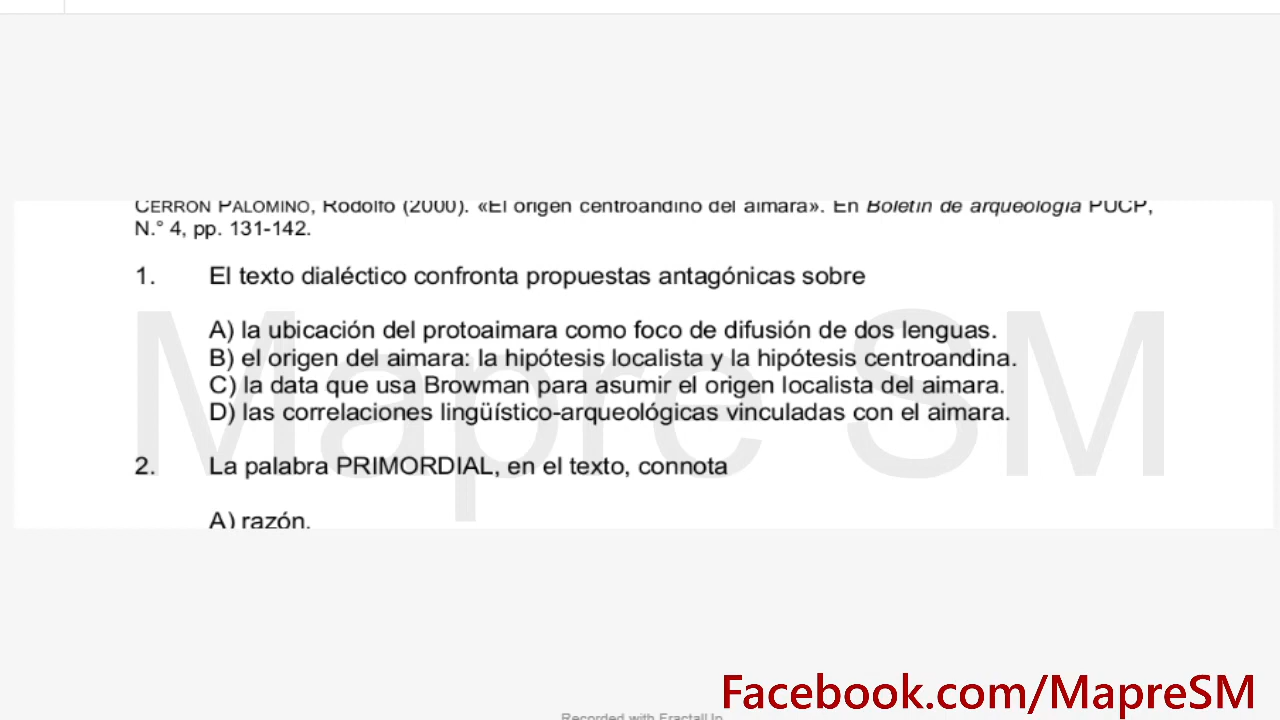 CERRÓN PALOMINO, Rodolfo (2000). «El origen centroandino del aimara». En Boletín de arqueología PUCP,
N.° 4, pp. 131-142.
1. El texto dialéctico confronta propuestas antagónicas sobre
A) la ubicación del protoaimara como foco de difusión de dos lenguas.
B) el origen del aimara: la hipótesis localista y la hipótesis centroandina.
C) la data que usa Browman para asumir el origen localista del aimara.
D) las correlaciones lingüístico-arqueológicas vinculadas con el aimara.
Mapre SM
2. La palabra PRIMORDIAL, en el texto, connota
A) razón.
Facebook.com/MapreSM
Recorded with FractalUp